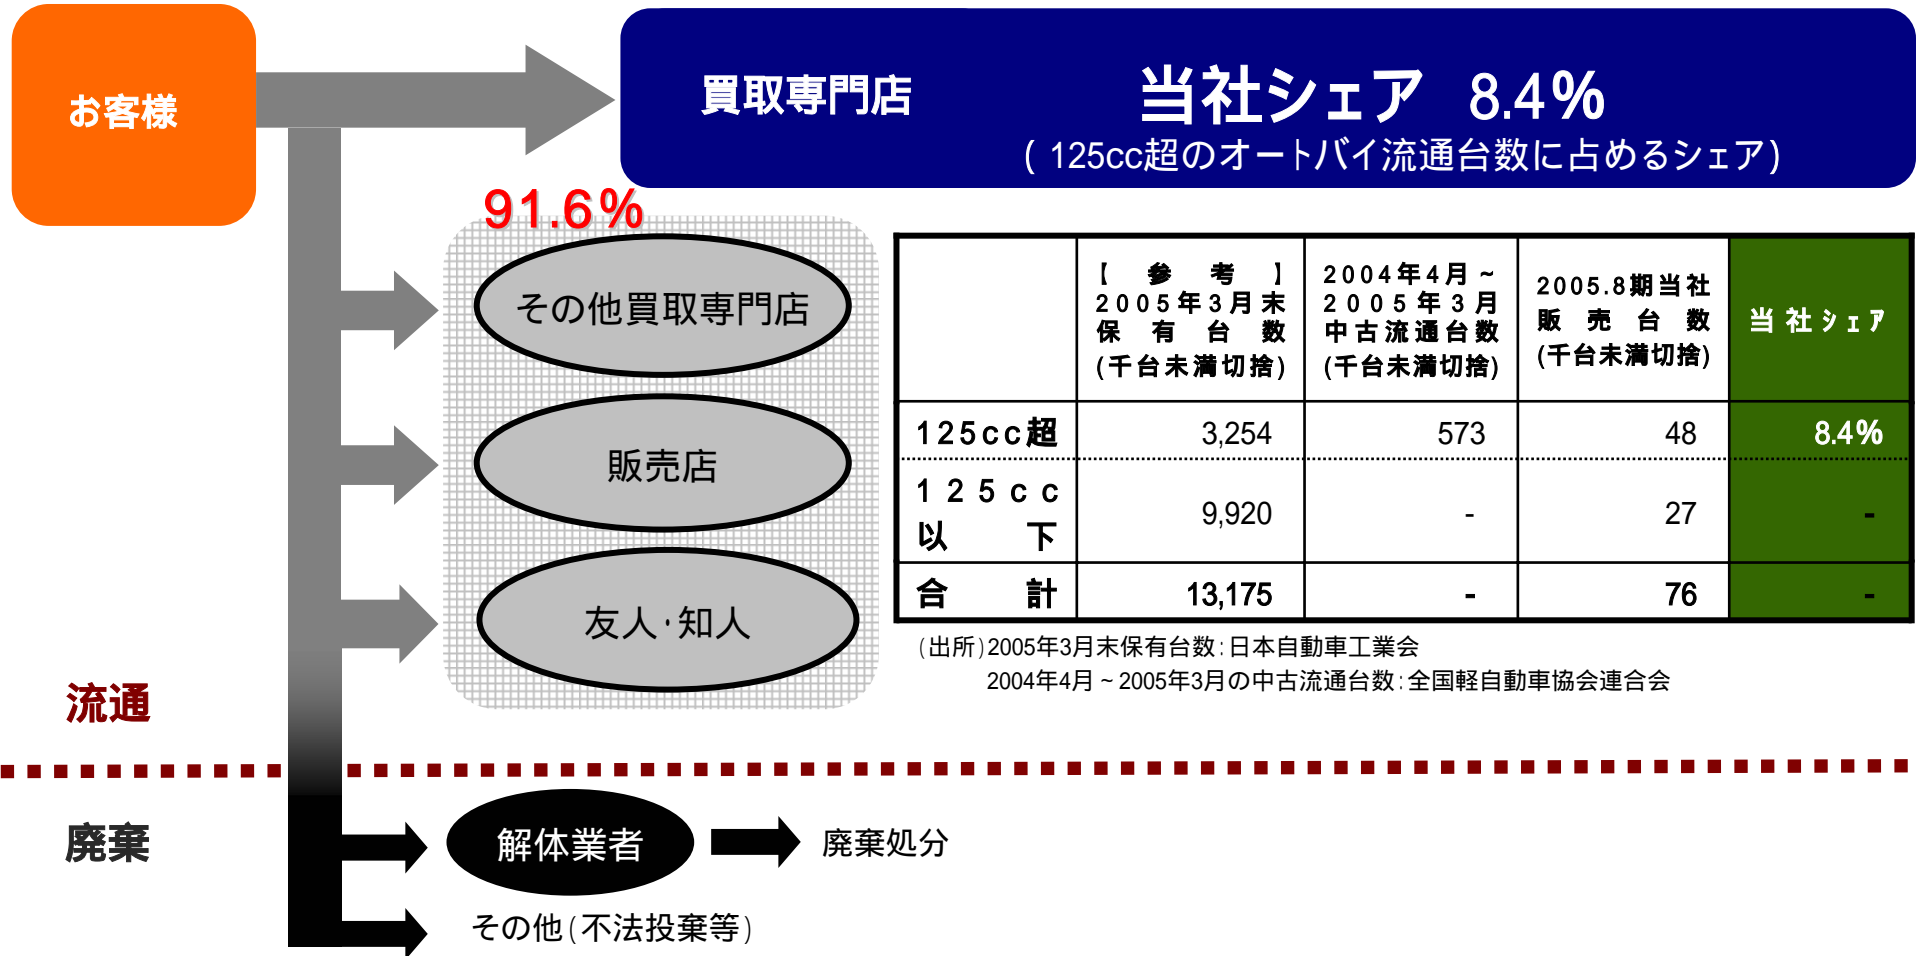 お客様
買取専門店
当社シェア 8.4%
( 125cc超のオートバイ流通台数に占めるシェア)
91.6%
その他買取専門店
販売店
友人・知人
【 参 考 】
2005年3月末
保有台数
(千台未満切捨)
2004年4月~
2005年3月
中古流通台数
(千台未満切捨)
2005.8期当社
販売台数
(千台未満切捨)
当社シェア
125cc超 3,254 573 48 8.4%
125cc
以下 9,920 - 27 -
合計 13,175 - 76 -
(出所)2005年3月末保有台数:日本自動車工業会
2004年4月~2005年3月の中古流通台数:全国軽自動車協会連合会
流通
廃棄
解体業者
廃棄処分
その他(不法投棄等)